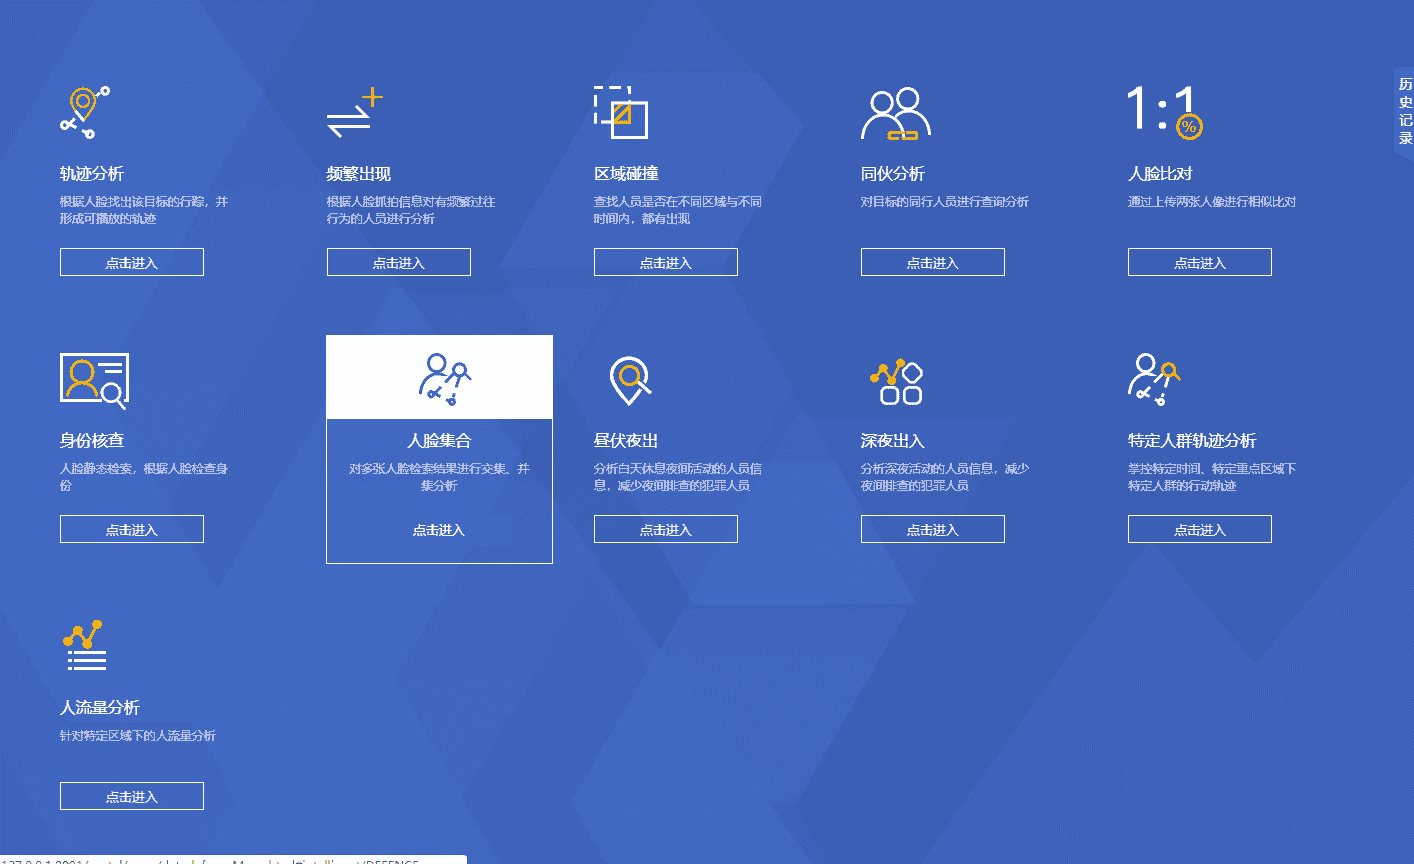 历
史
记
录
1:1
%
轨迹分析
根据人脸找出该目标的行踪，并
形成可播放的轨迹
点击进入
频繁出现
根据人脸抓拍信息对有频繁过往
行为的人员进行分析
点击进入
区域碰撞
查找人员是否在不同区域与不同
时间内，都有出现
点击进入
同伙分析
对目标的同行人员进行查询分析
点击进入
人脸比对
通过上传两张人像进行相似比对
点击进入
身份核查
人脸静态检索，根据人脸检查身
份
点击进入
人脸集合
对多张人脸检索结果进行交集、并
集分析
点击进入
昼伏夜出
分析白天休息夜间活动的人员信
息，减少夜间排查的犯罪人员
点击进入
深夜出入
分析深夜活动的人员信息，减少
夜间排查的犯罪人员
点击进入
特定人群轨迹分析
掌控特定时间、特定重点区域下
特定人群的行动轨迹
点击进入
人流量分析
针对特定区域下的人流量分析
点击进入